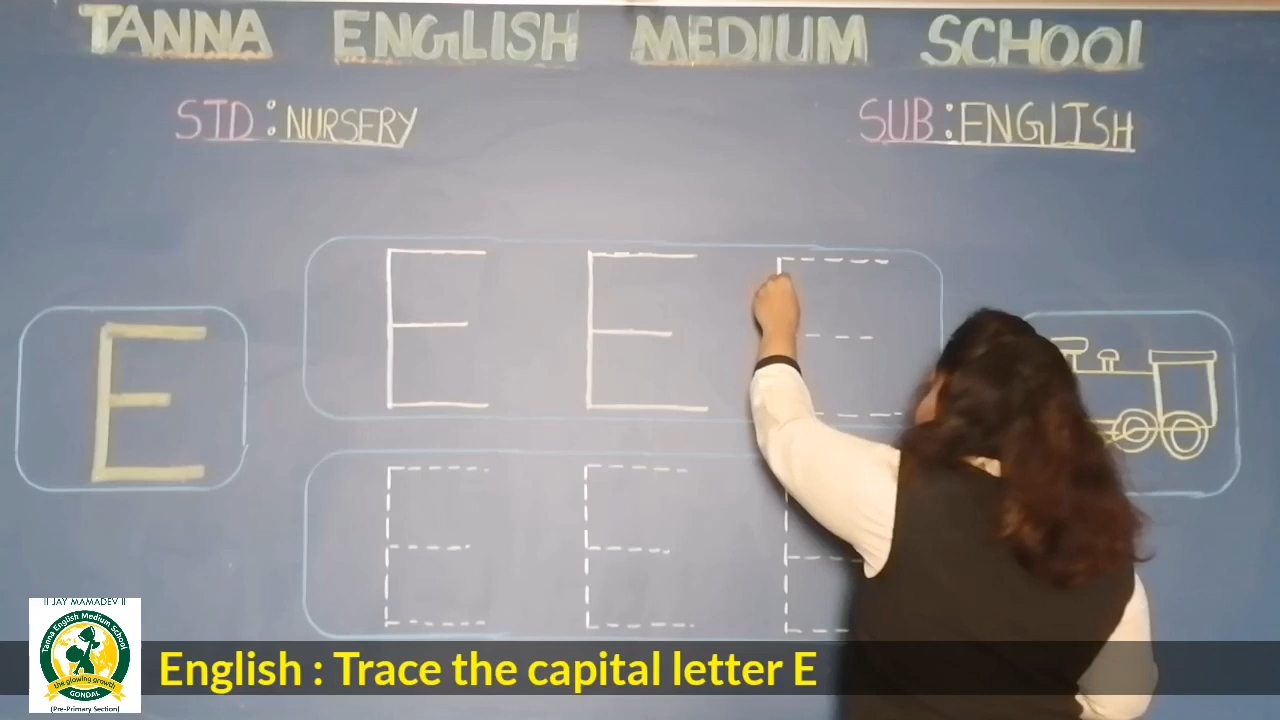 TANNA ENGLISH MEDIUM SCHOOL
STD : NURSERY
SUB : ENGLISH
E E E
E
E E E
II JAY MAMADEV II
Tanna English Medium School
the glowing growth
GONDAL
(Pre-Primary Section)
English : Trace the capital letter E